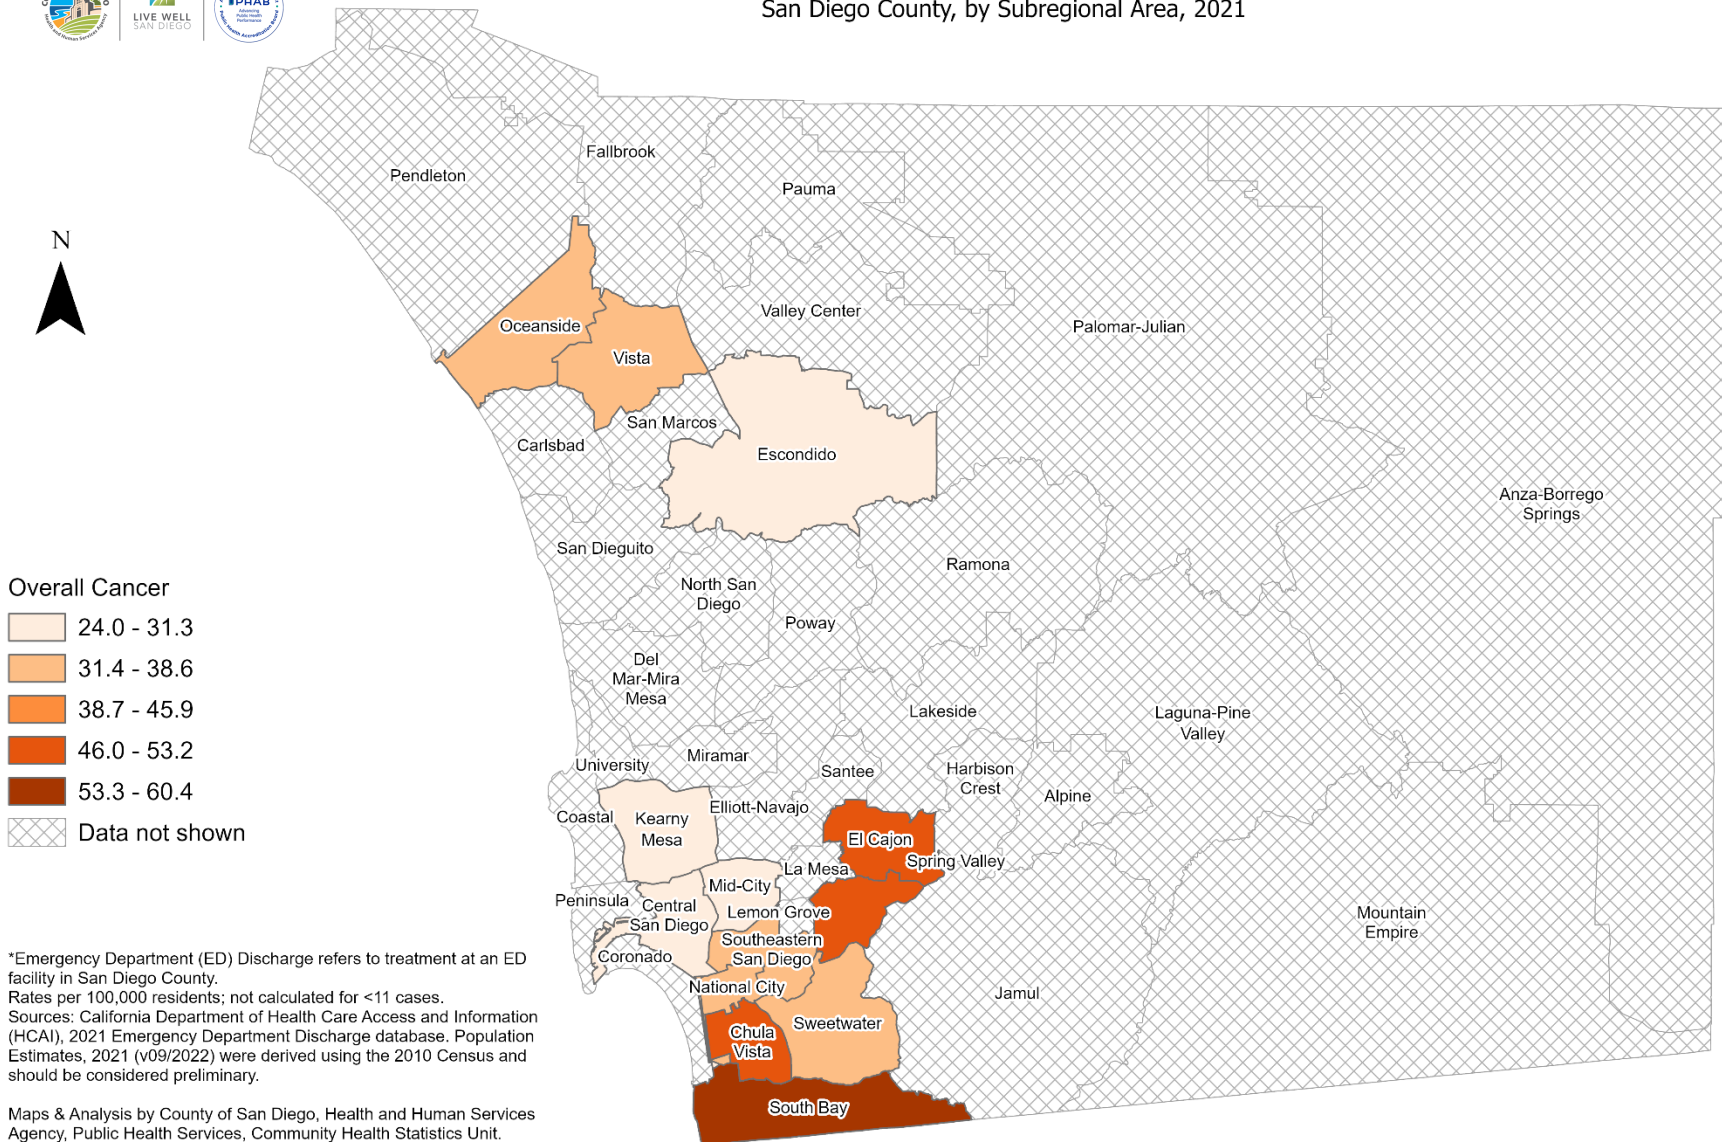 PHAB
Advancing
Public Health
Performance
LIVE WELL
SAN DIEGO
San Diego County, by Subregional Area, 2021
Fallbrook
Pendleton
Pauma
N
Valley Center
Oceanside
Palomar-Julian
Vista
San Marcos
Carlsbad
Escondido
Anza-Borrego
Springs
San Dieguito
Ramona
North San
Diego
Poway
Overall Cancer
24.0 - 31.3
31.4 - 38.6
38.7 - 45.9
46.0 - 53.2
53.3 - 60.4
Data not shown
Del
Mar-Mira
Mesa
Lakeside
Laguna-Pine
Valley
Miramar
University
Santee
Harbison
Crest
Alpine
Elliott-Navajo
Coastal
Kearny
Mesa
El Cajon
Spring Valley
La Mesa
Mid-City
Peninsula
Central
San Diego
Lemon Grove
Mountain
Empire
Southeastern
San Diego
Coronado
National City
Jamul
Sweetwater
Chula
Vista
South Bay
*Emergency Department (ED) Discharge refers to treatment at an ED
facility in San Diego County.
Rates per 100,000 residents; not calculated for <11 cases.
Sources: California Department of Health Care Access and Information
(HCAI), 2021 Emergency Department Discharge database. Population
Estimates, 2021 (v09/2022) were derived using the 2010 Census and
should be considered preliminary.
Maps & Analysis by County of San Diego, Health and Human Services
Agency, Public Health Services, Community Health Statistics Unit.